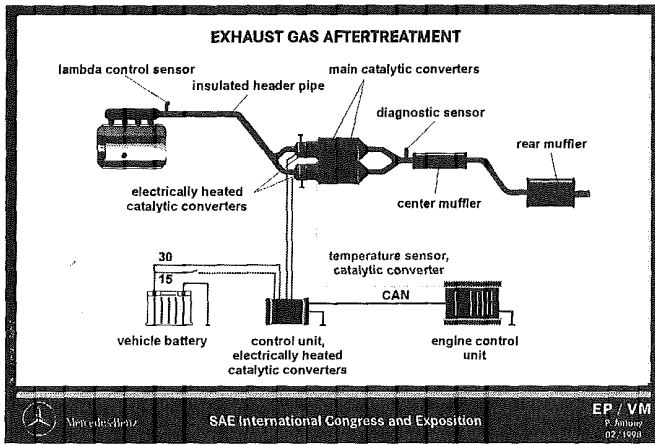 EXHAUST GAS AFTERTREATMENT
lambda control sensor
insulated header pipe
main catalytic converters
diagnostic sensor
rear muffler
electrically heated
catalytic converters
center muffler
30
15
temperature sensor,
catalytic converter
CAN
vehicle battery
control unit,
electrically heated
catalytic converters
engine control
unit
Mercedes-Benz
SAE International Congress and Exposition
EP / VM
P. Antony
02/1998